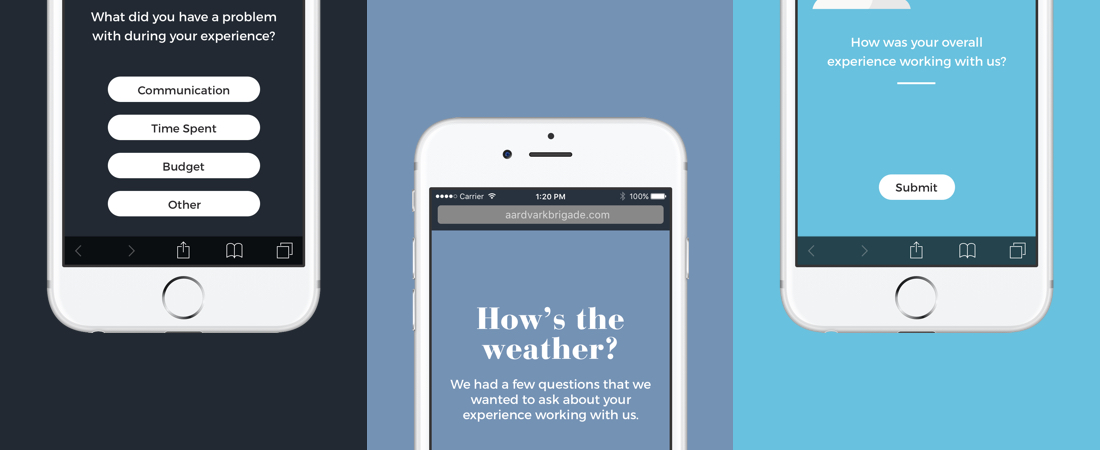 What did you have a problem
with during your experience?
Communication
Time Spent
Budget
Other
Carrier
1:20 PM
100%
aardvarkbrigade.com
How's the
weather?
We had a few questions that we
wanted to ask about your
experience working with us.
How was your overall
experience working with us?
Submit